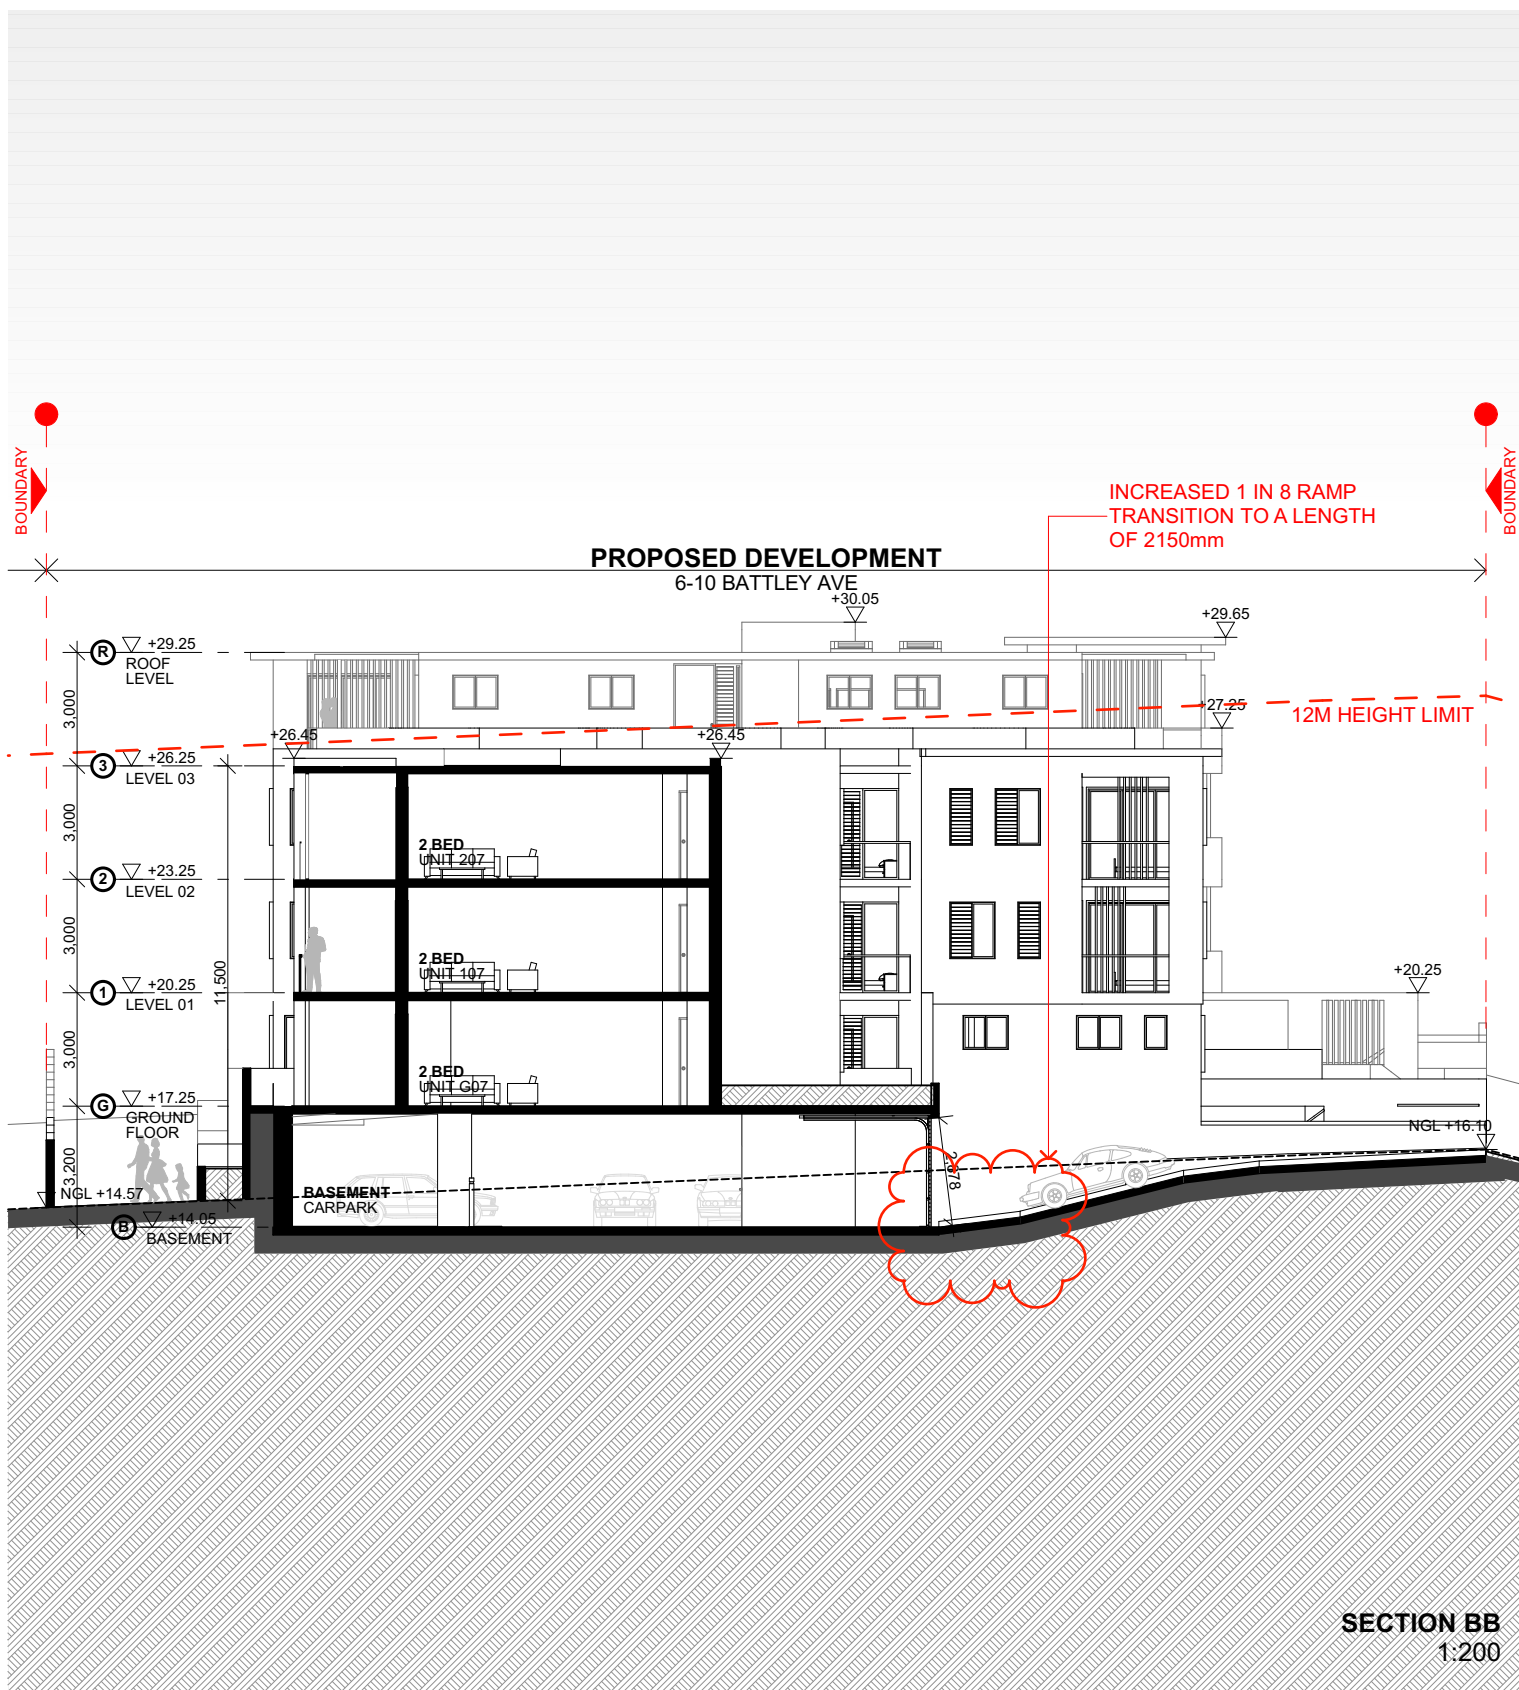 BOUNDARY
BOUNDARY
INCREASED 1 IN 8 RAMP
TRANSITION TO A LENGTH
OF 2150mm
PROPOSED DEVELOPMENT
6-10 BATTLEY AVE
+30.05
+29.65
R
+29.25
ROOF
LEVEL
3,000
+27.25
12M HEIGHT LIMIT
+26.45
+26.45
3
+26.25
LEVEL 03
3,000
2 BED
UNIT 207
2
+23.25
LEVEL 02
3,000
2 BED
UNIT 107
11,500
+20.25
1
+20.25
LEVEL 01
3,000
2 BED
UNIT G07
G
+17.25
GROUND
FLOOR
NGL +16.10
3,200
2,678
NGL +14.57
BASEMENT
CARPARK
B
+14.05
BASEMENT
SECTION BB
1:200